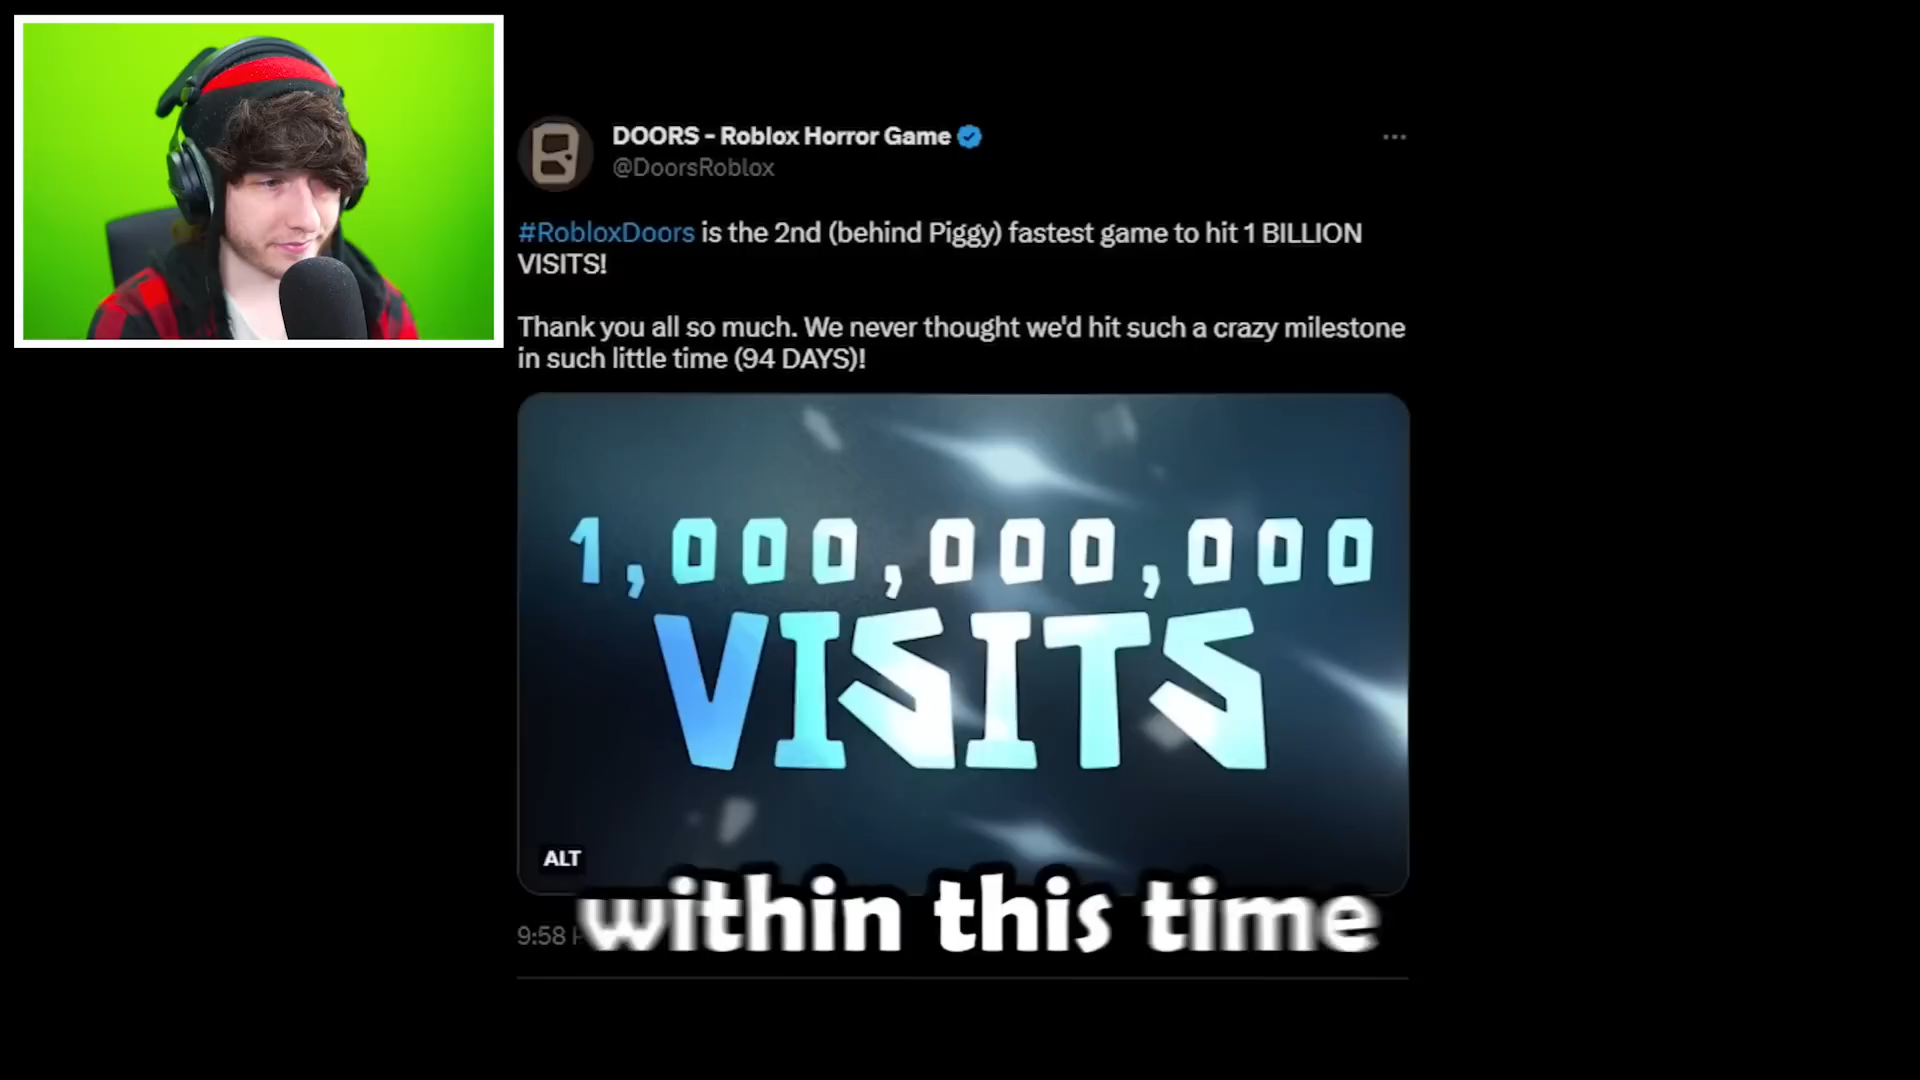 DOORS - Roblox Horror Game
@DoorsRoblox
#RobloxDoors is the 2nd (behind Piggy) fastest game to hit 1 BILLION
VISITS!
Thank you all so much. We never thought we'd hit such a crazy milestone
in such little time (94 DAYS)!
1,000,000,000
VISITS
ALT
within this time
9:58